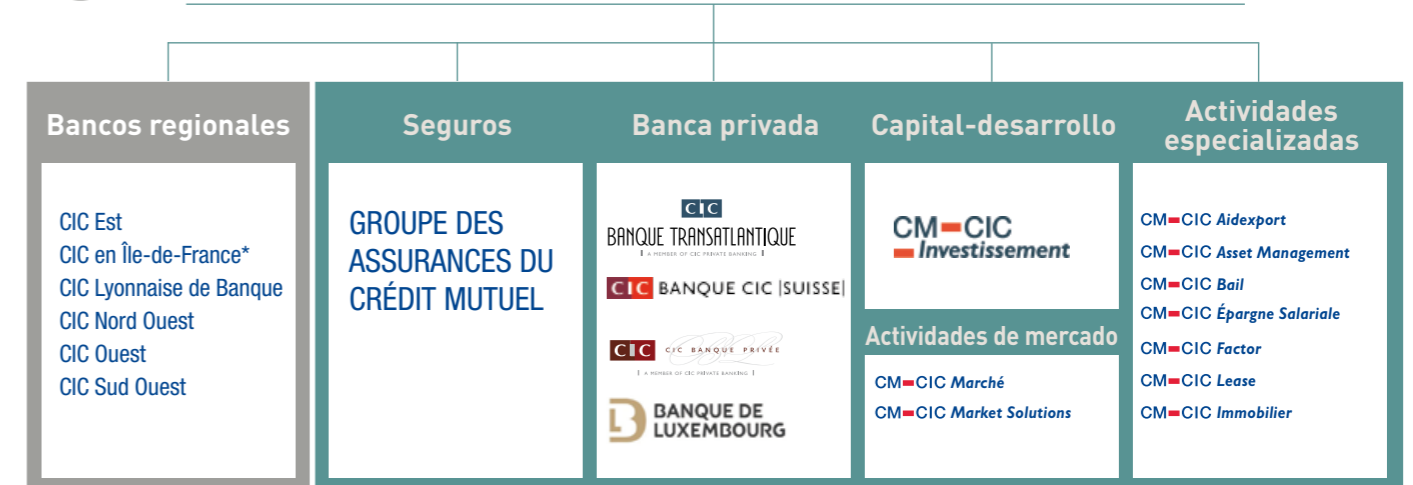 Bancos regionales
CIC Est
CIC en Île-de-France*
CIC Lyonnaise de Banque
CIC Nord Ouest
CIC Ouest
CIC Sud Ouest
Seguros
GROUPE DES
ASSURANCES DU
CRÉDIT MUTUEL
Banca privada
CIC
BANQUE TRANSATLANTIQUE
A MEMBER OF CIC PRIVATE BANKING
CIC BANQUE CIC |SUISSE|
CIC CIC BANQUE PRIVÉE
A MEMBER OF CIC PRIVATE BANKING
BANQUE DE
LUXEMBOURG
Capital-desarrollo
CM-CIC
Investissement
Actividades de mercado
CM-CIC Marché
CM-CIC Market Solutions
Actividades
especializadas
CM-CIC Aidexport
CM-CIC Asset Management
CM-CIC Bail
CM-CIC Épargne Salariale
CM-CIC Factor
CM-CIC Lease
CM-CIC Immobilier